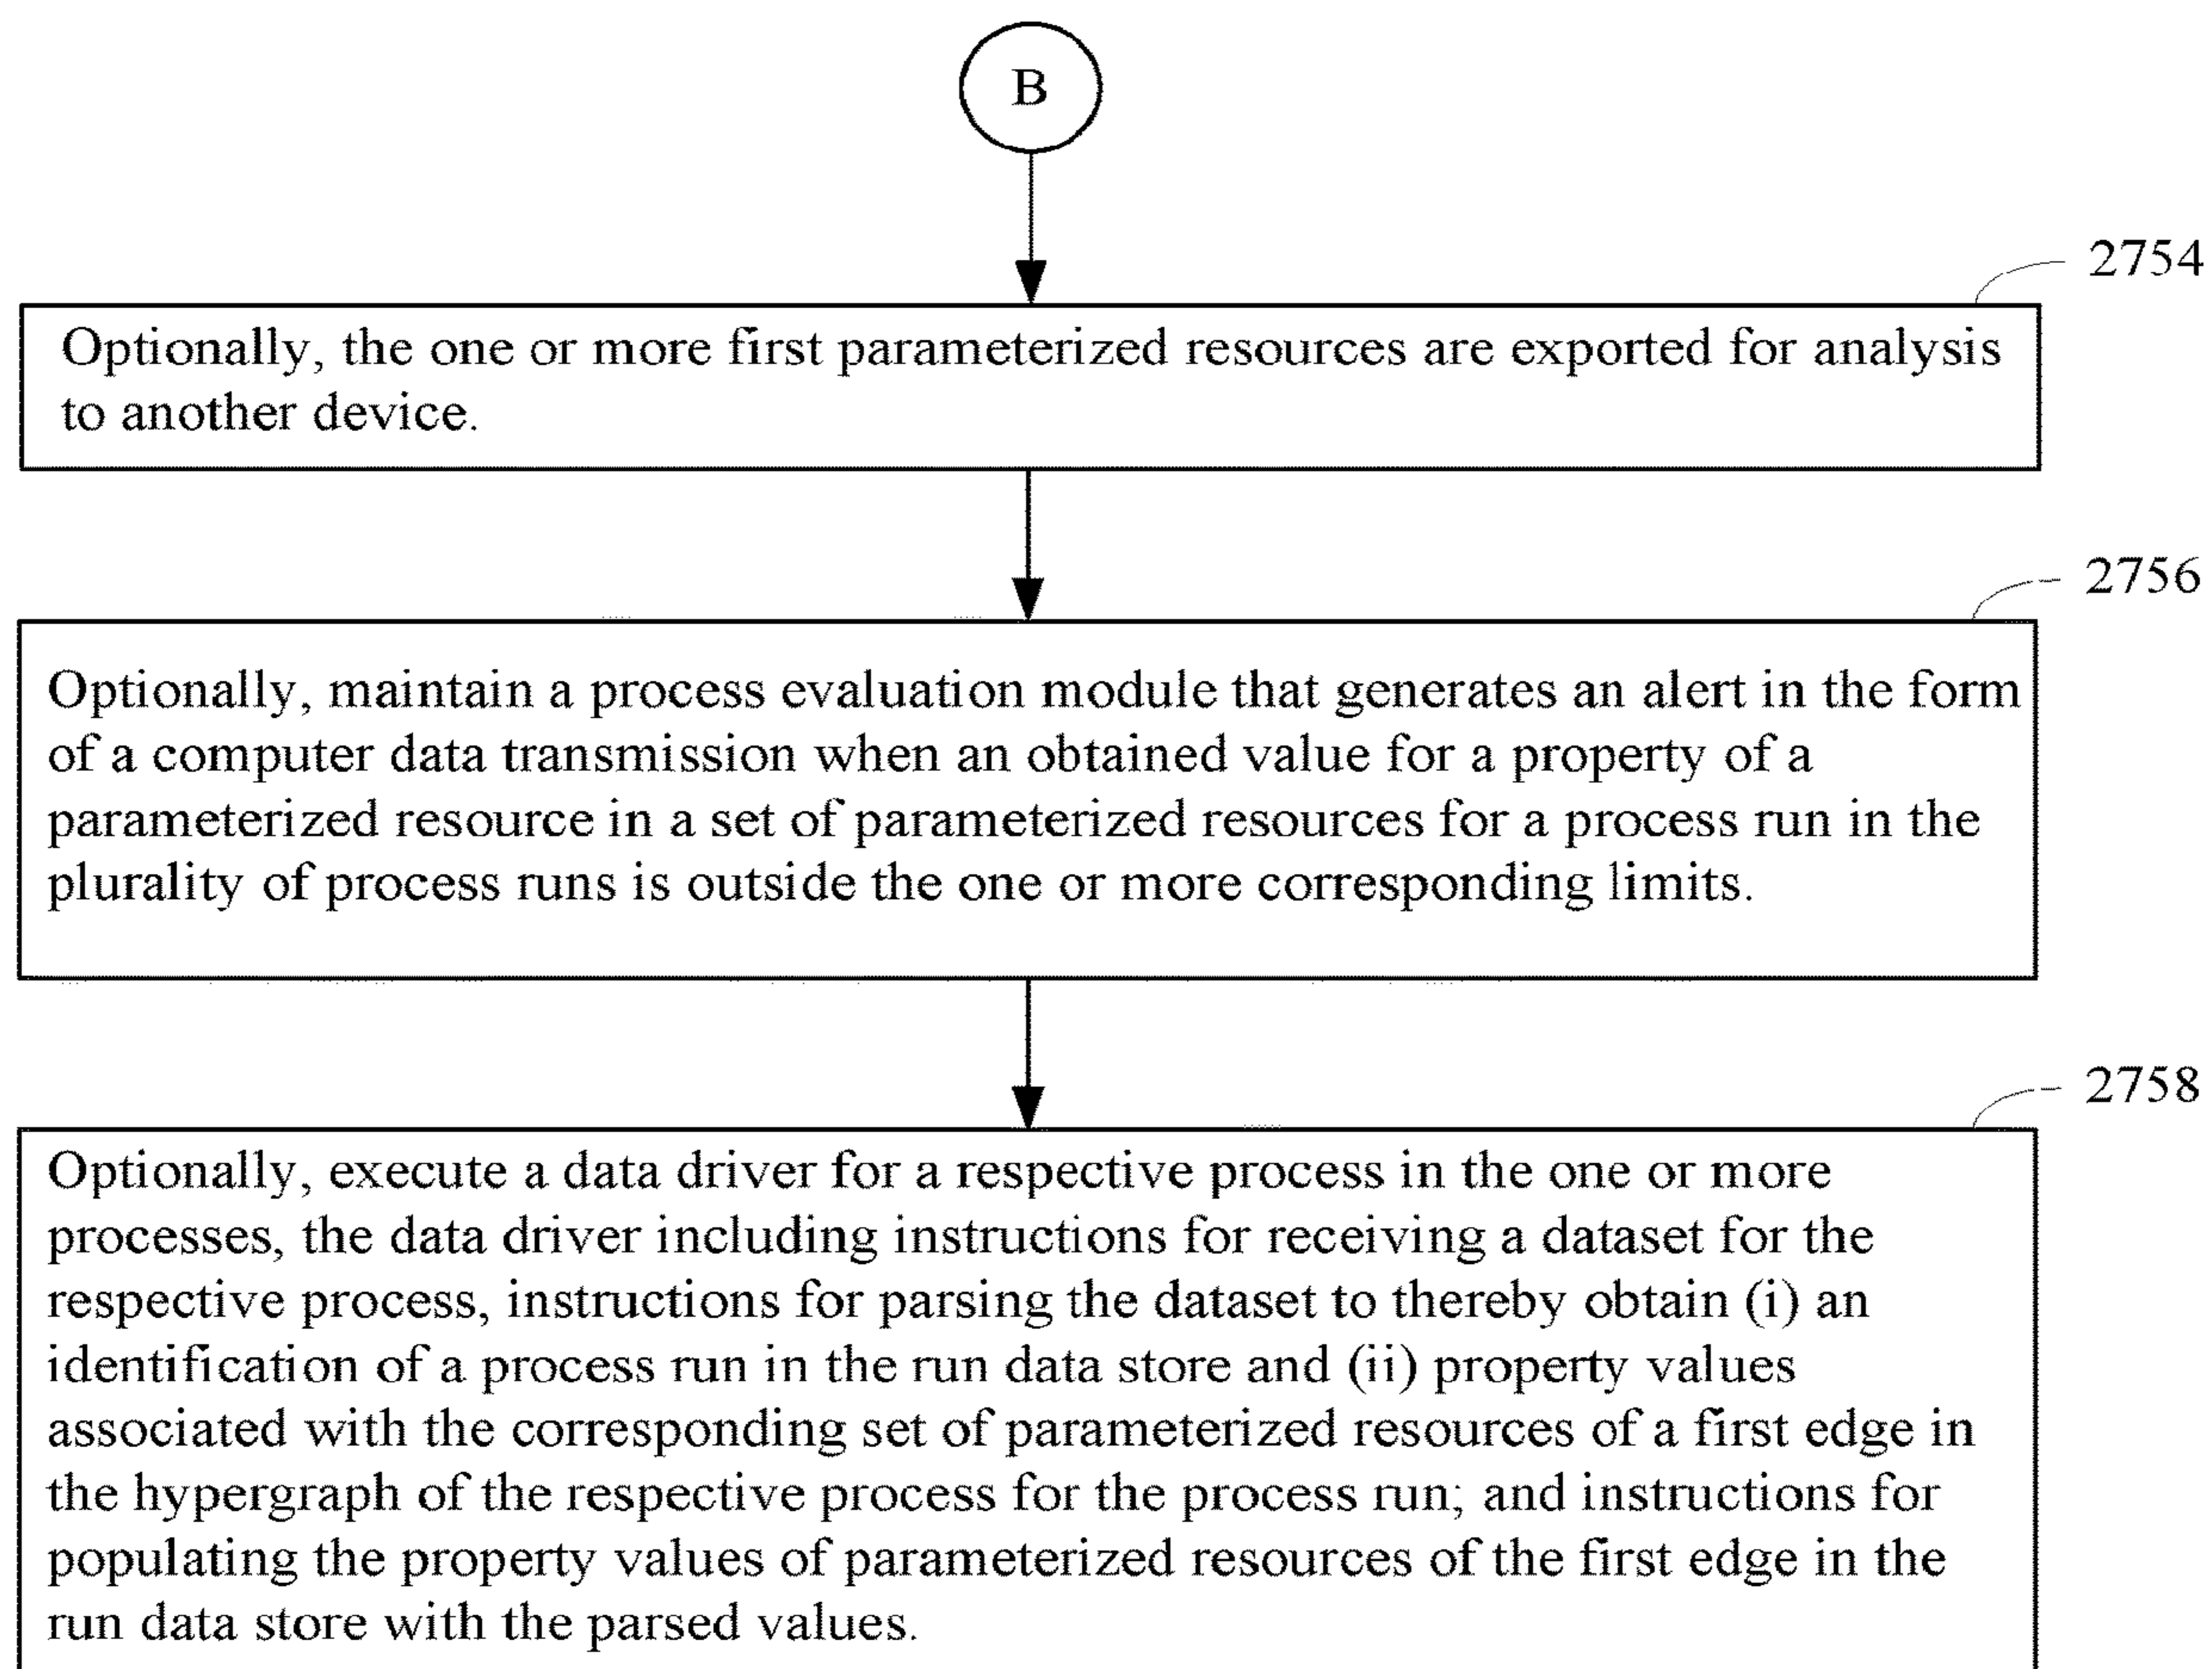 B
2754
Optionally, the one or more first parameterized resources are exported for analysis
to another device.
2756
Optionally, maintain a process evaluation module that generates an alert in the form
of a computer data transmission when an obtained value for a property of a
parameterized resource in a set of parameterized resources for a process run in the
plurality of process runs is outside the one or more corresponding limits.
2758
Optionally, execute a data driver for a respective process in the one or more
processes, the data driver including instructions for receiving a dataset for the
respective process, instructions for parsing the dataset to thereby obtain (i) an
identification of a process run in the run data store and (ii) property values
associated with the corresponding set of parameterized resources of a first edge in
the hypergraph of the respective process for the process run; and instructions for
populating the property values of parameterized resources of the first edge in the
run data store with the parsed values.